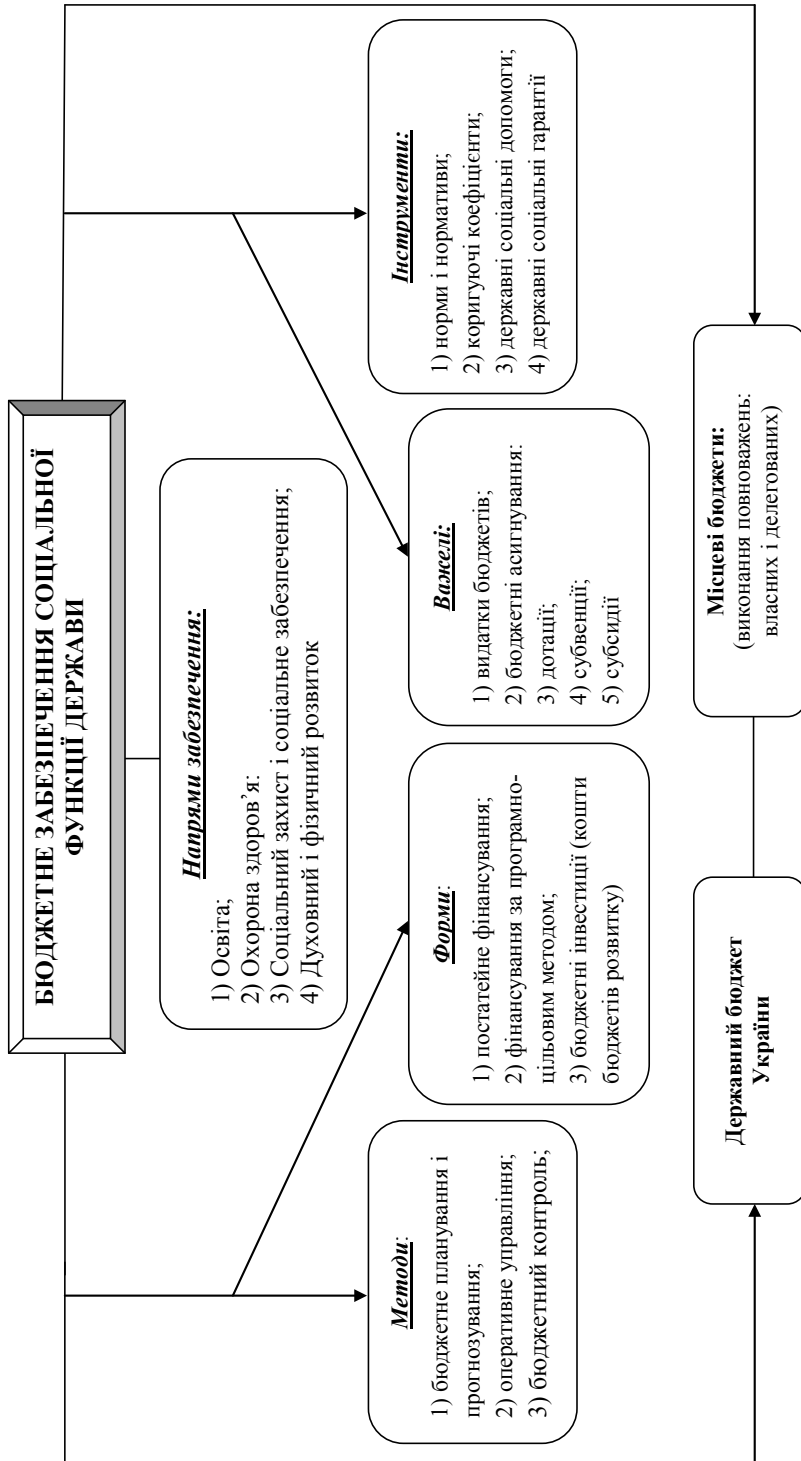 БЮДЖЕТНЕ ЗАБЕЗПЕЧЕННЯ СОЦІАЛЬНОЇ
ФУНКЦІЇ ДЕРЖАВИ
Напрями забезпечення:
1) Освіта;
2) Охорона здоров’я:
3) Соціальний захист і соціальне забезпечення;
4) Духовний і фізичний розвиток
Методи:
1) бюджетне планування і
прогнозування;
2) оперативне управління;
3) бюджетний контроль;
Форми:
1) постатейне фінансування;
2) фінансування за програмно-
цільовим методом;
3) бюджетні інвестиції (кошти
бюджетів розвитку)
Важелі:
1) видатки бюджетів;
2) бюджетні асигнування:
3) дотації;
4) субвенції;
5) субсидії
Інструменти:
1) норми і нормативи;
2) коригуючі коефіцієнти;
3) державні соціальні допомоги;
4) державні соціальні гарантії
Державний бюджет
України
Місцеві бюджети:
(виконання повноважень:
власних і делегованих)